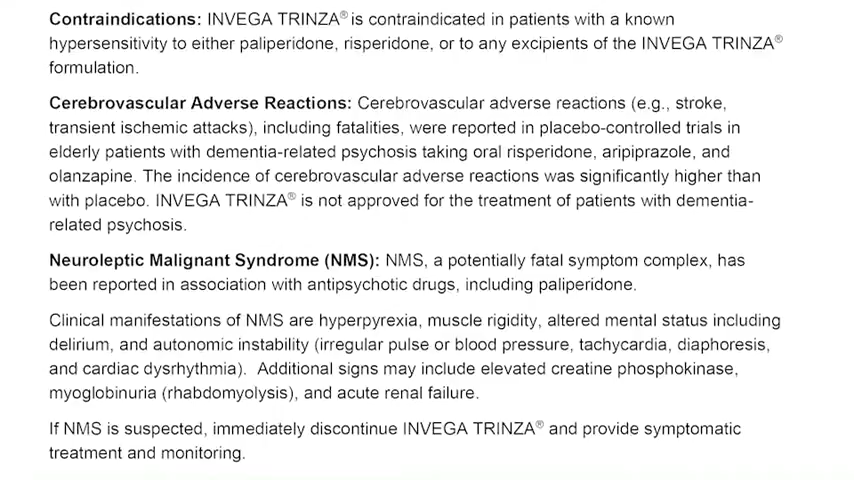 Contraindications: INVEGA TRINZA® is contraindicated in patients with a known
hypersensitivity to either paliperidone, risperidone, or to any excipients of the INVEGA TRINZA®
formulation.
Cerebrovascular Adverse Reactions: Cerebrovascular adverse reactions (e.g., stroke,
transient ischemic attacks), including fatalities, were reported in placebo-controlled trials in
elderly patients with dementia-related psychosis taking oral risperidone, aripiprazole, and
olanzapine. The incidence of cerebrovascular adverse reactions was significantly higher than
with placebo. INVEGA TRINZA® is not approved for the treatment of patients with dementia-
related psychosis.
Neuroleptic Malignant Syndrome (NMS): NMS, a potentially fatal symptom complex, has
been reported in association with antipsychotic drugs, including paliperidone.
Clinical manifestations of NMS are hyperpyrexia, muscle rigidity, altered mental status including
delirium, and autonomic instability (irregular pulse or blood pressure, tachycardia, diaphoresis,
and cardiac dysrhythmia).  Additional signs may include elevated creatine phosphokinase,
myoglobinuria (rhabdomyolysis), and acute renal failure.
If NMS is suspected, immediately discontinue INVEGA TRINZA® and provide symptomatic
treatment and monitoring.